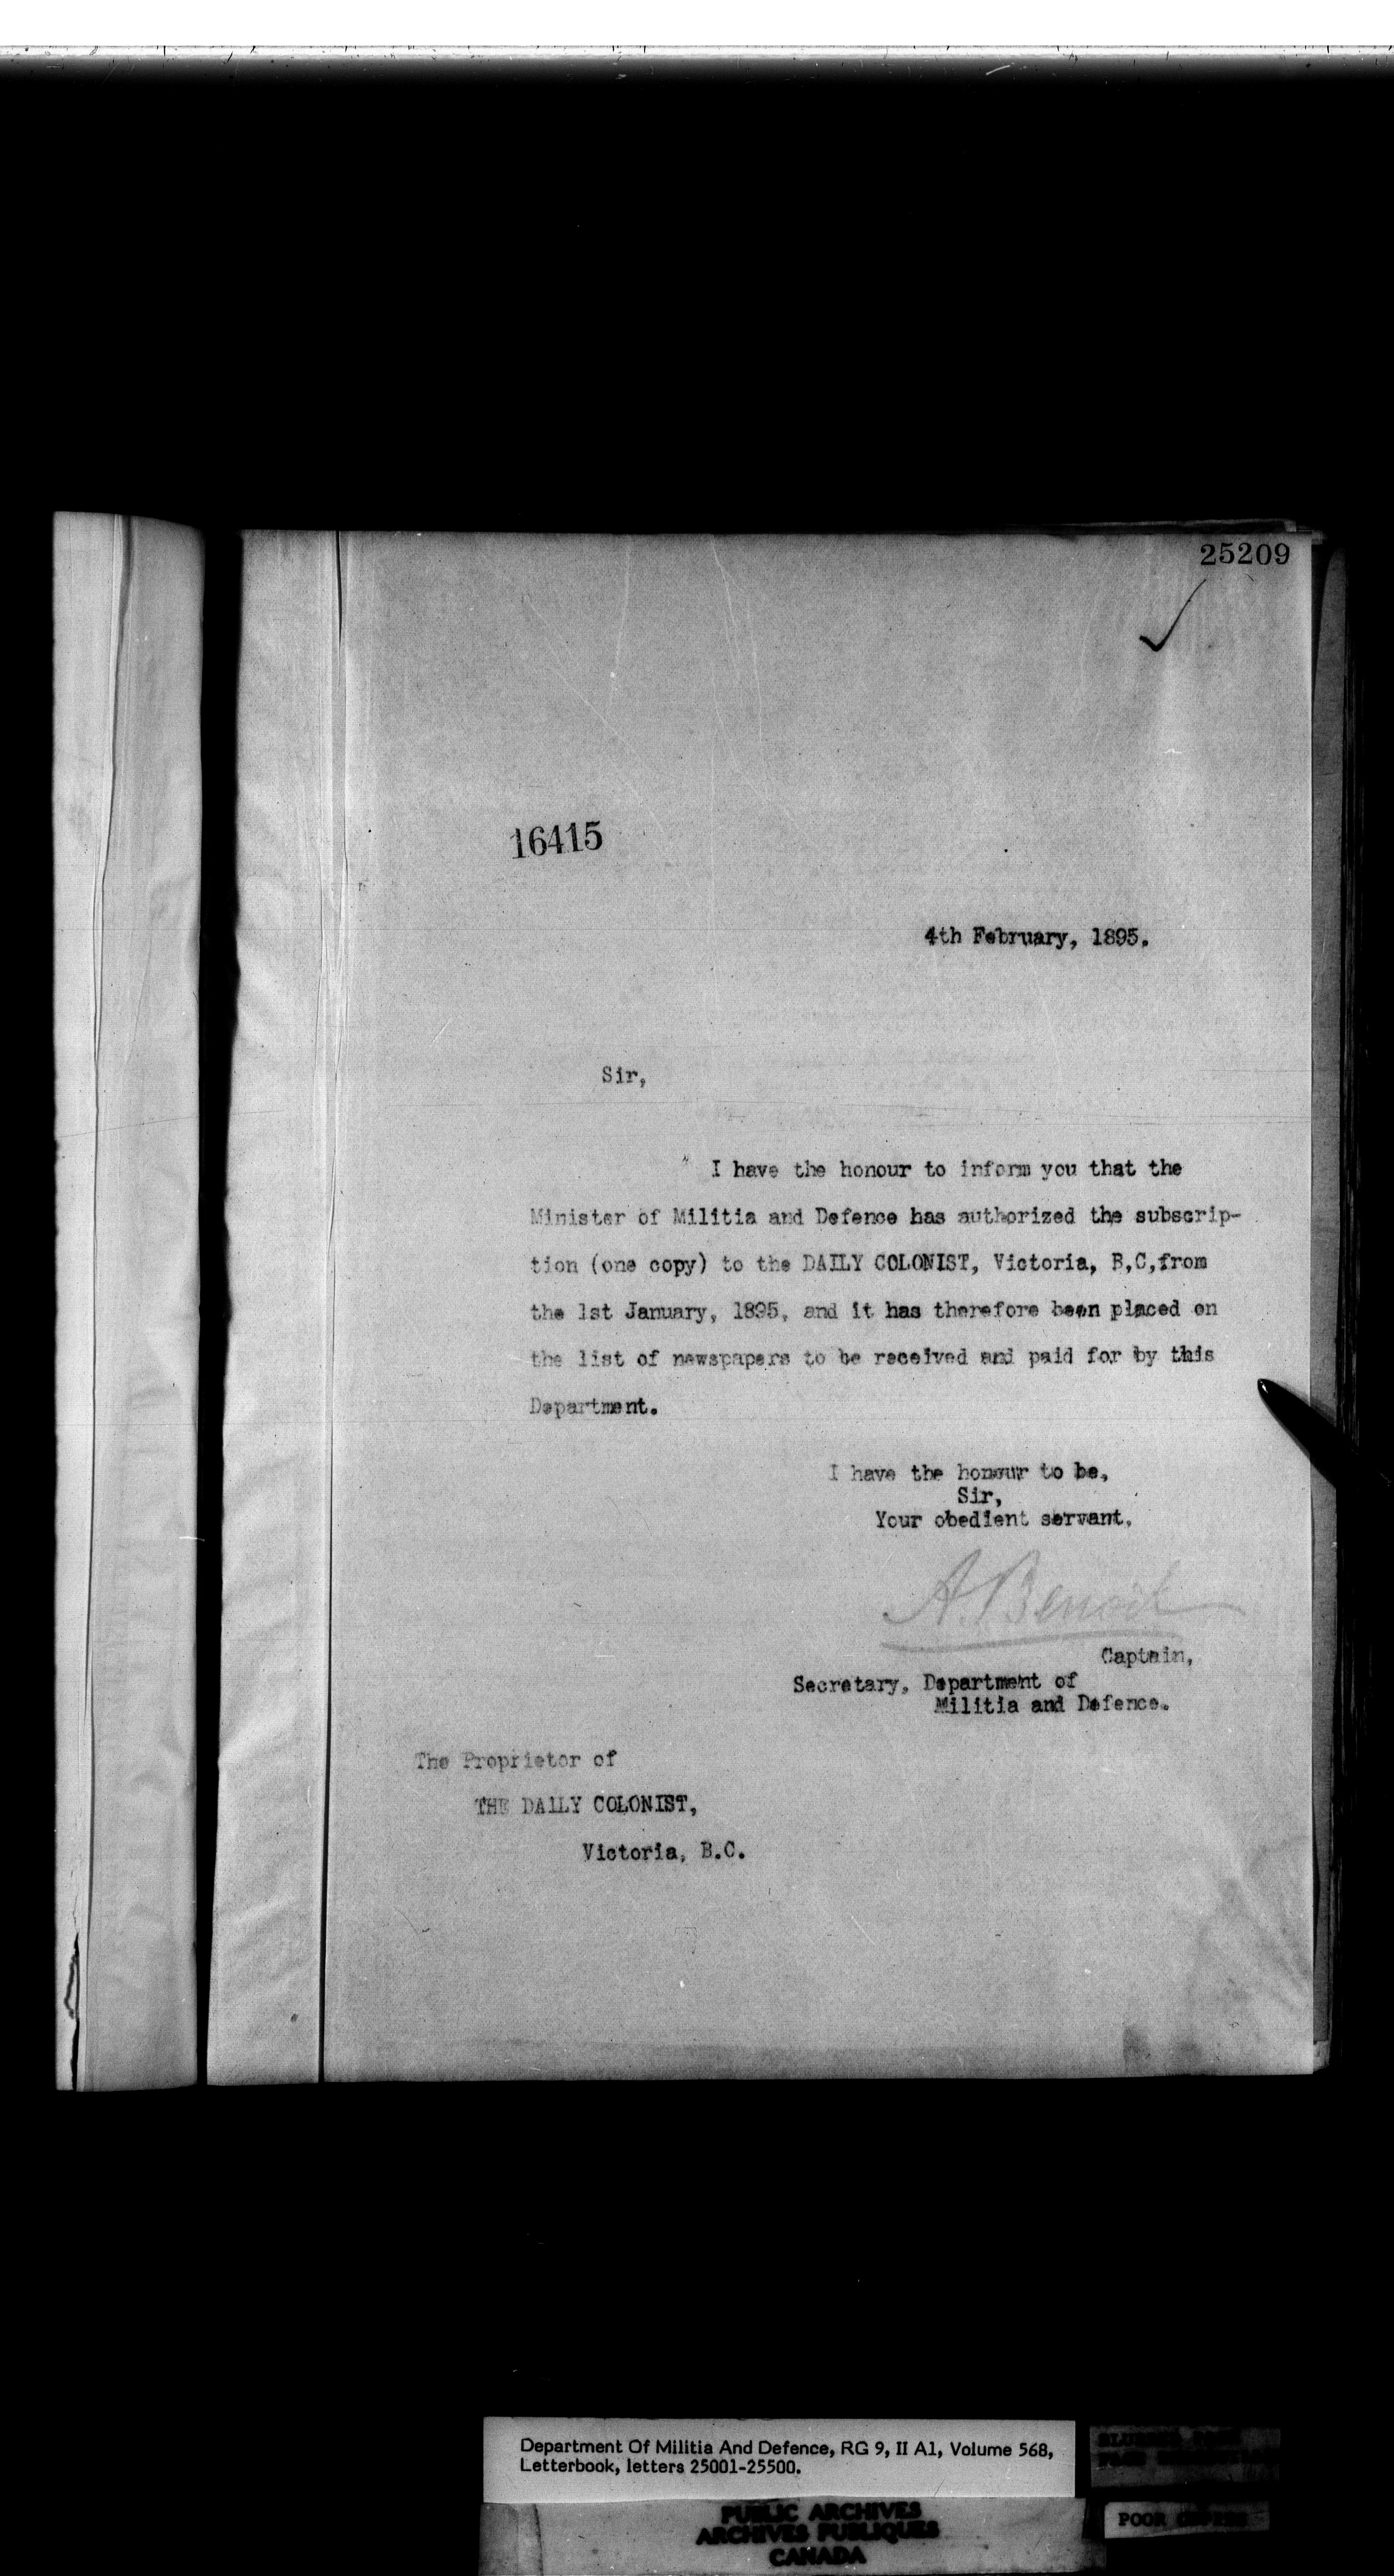 25209
16415
4th February, 1895.
Sir,
I have the honour to inform you that the
Minister of Militia and Defence has authorized the subscrip-
tion (one copy) to the DAILY COLONIST, Victoria, B,C,from
the 1st January, 1895, and it has therefore been placed on
the list of newspapers to be received and paid for by this
Department.
I have the honour to be,
Sir,
Your obedient servant.
A. Benoit
Captain,
Secretary, Department of
Militia and Defence.
The Proprietor of
THE DAILY COLONIST,
Victoria, B.C.
Department Of Militia And Defence, RG 9, II A1, Volume 568,
Letterbook, letters 25001-25500.
PUBLIC ARCHIVES
ARCHIVES PUBLIQUES
CANADA
POOR